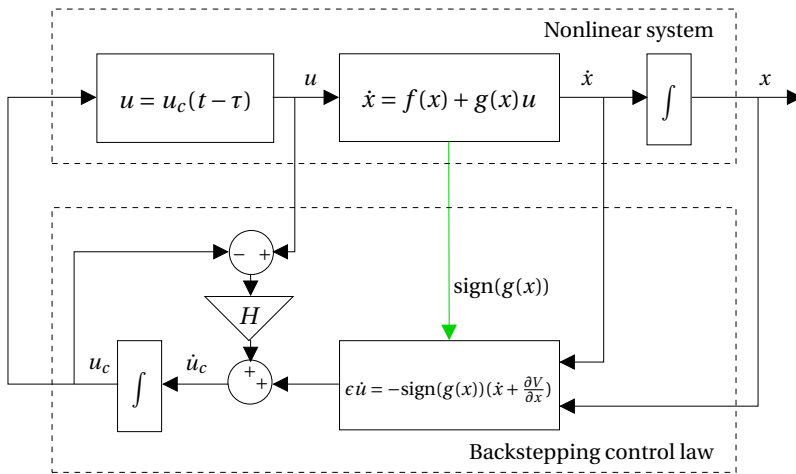 Nonlinear system
u = u_c(t − τ)
u
ẋ = f(x) + g(x)u
ẋ
∫
x
− +
sign(g(x))
H
u_c
∫
u̇_c
+
+
ϵu̇ = −sign(g(x))(ẋ + ∂V/∂x)
Backstepping control law